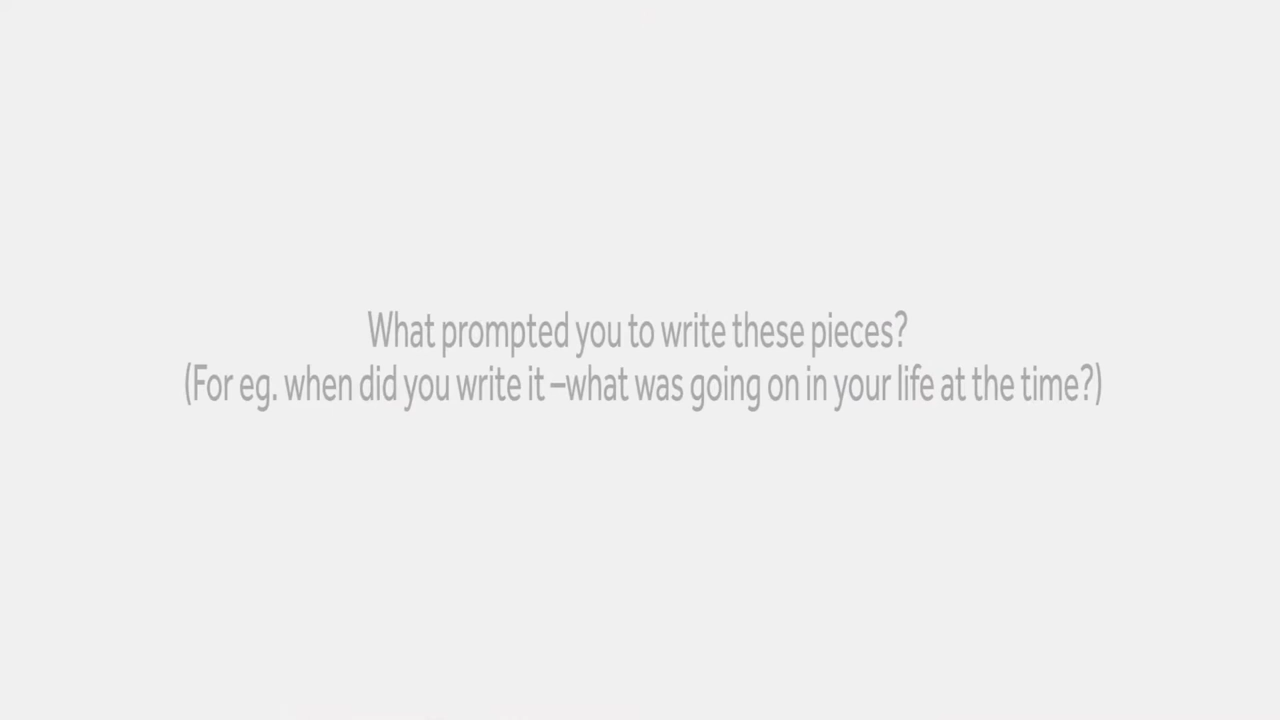 What prompted you to write these pieces?
(For eg. when did you write it –what was going on in your life at the time?)